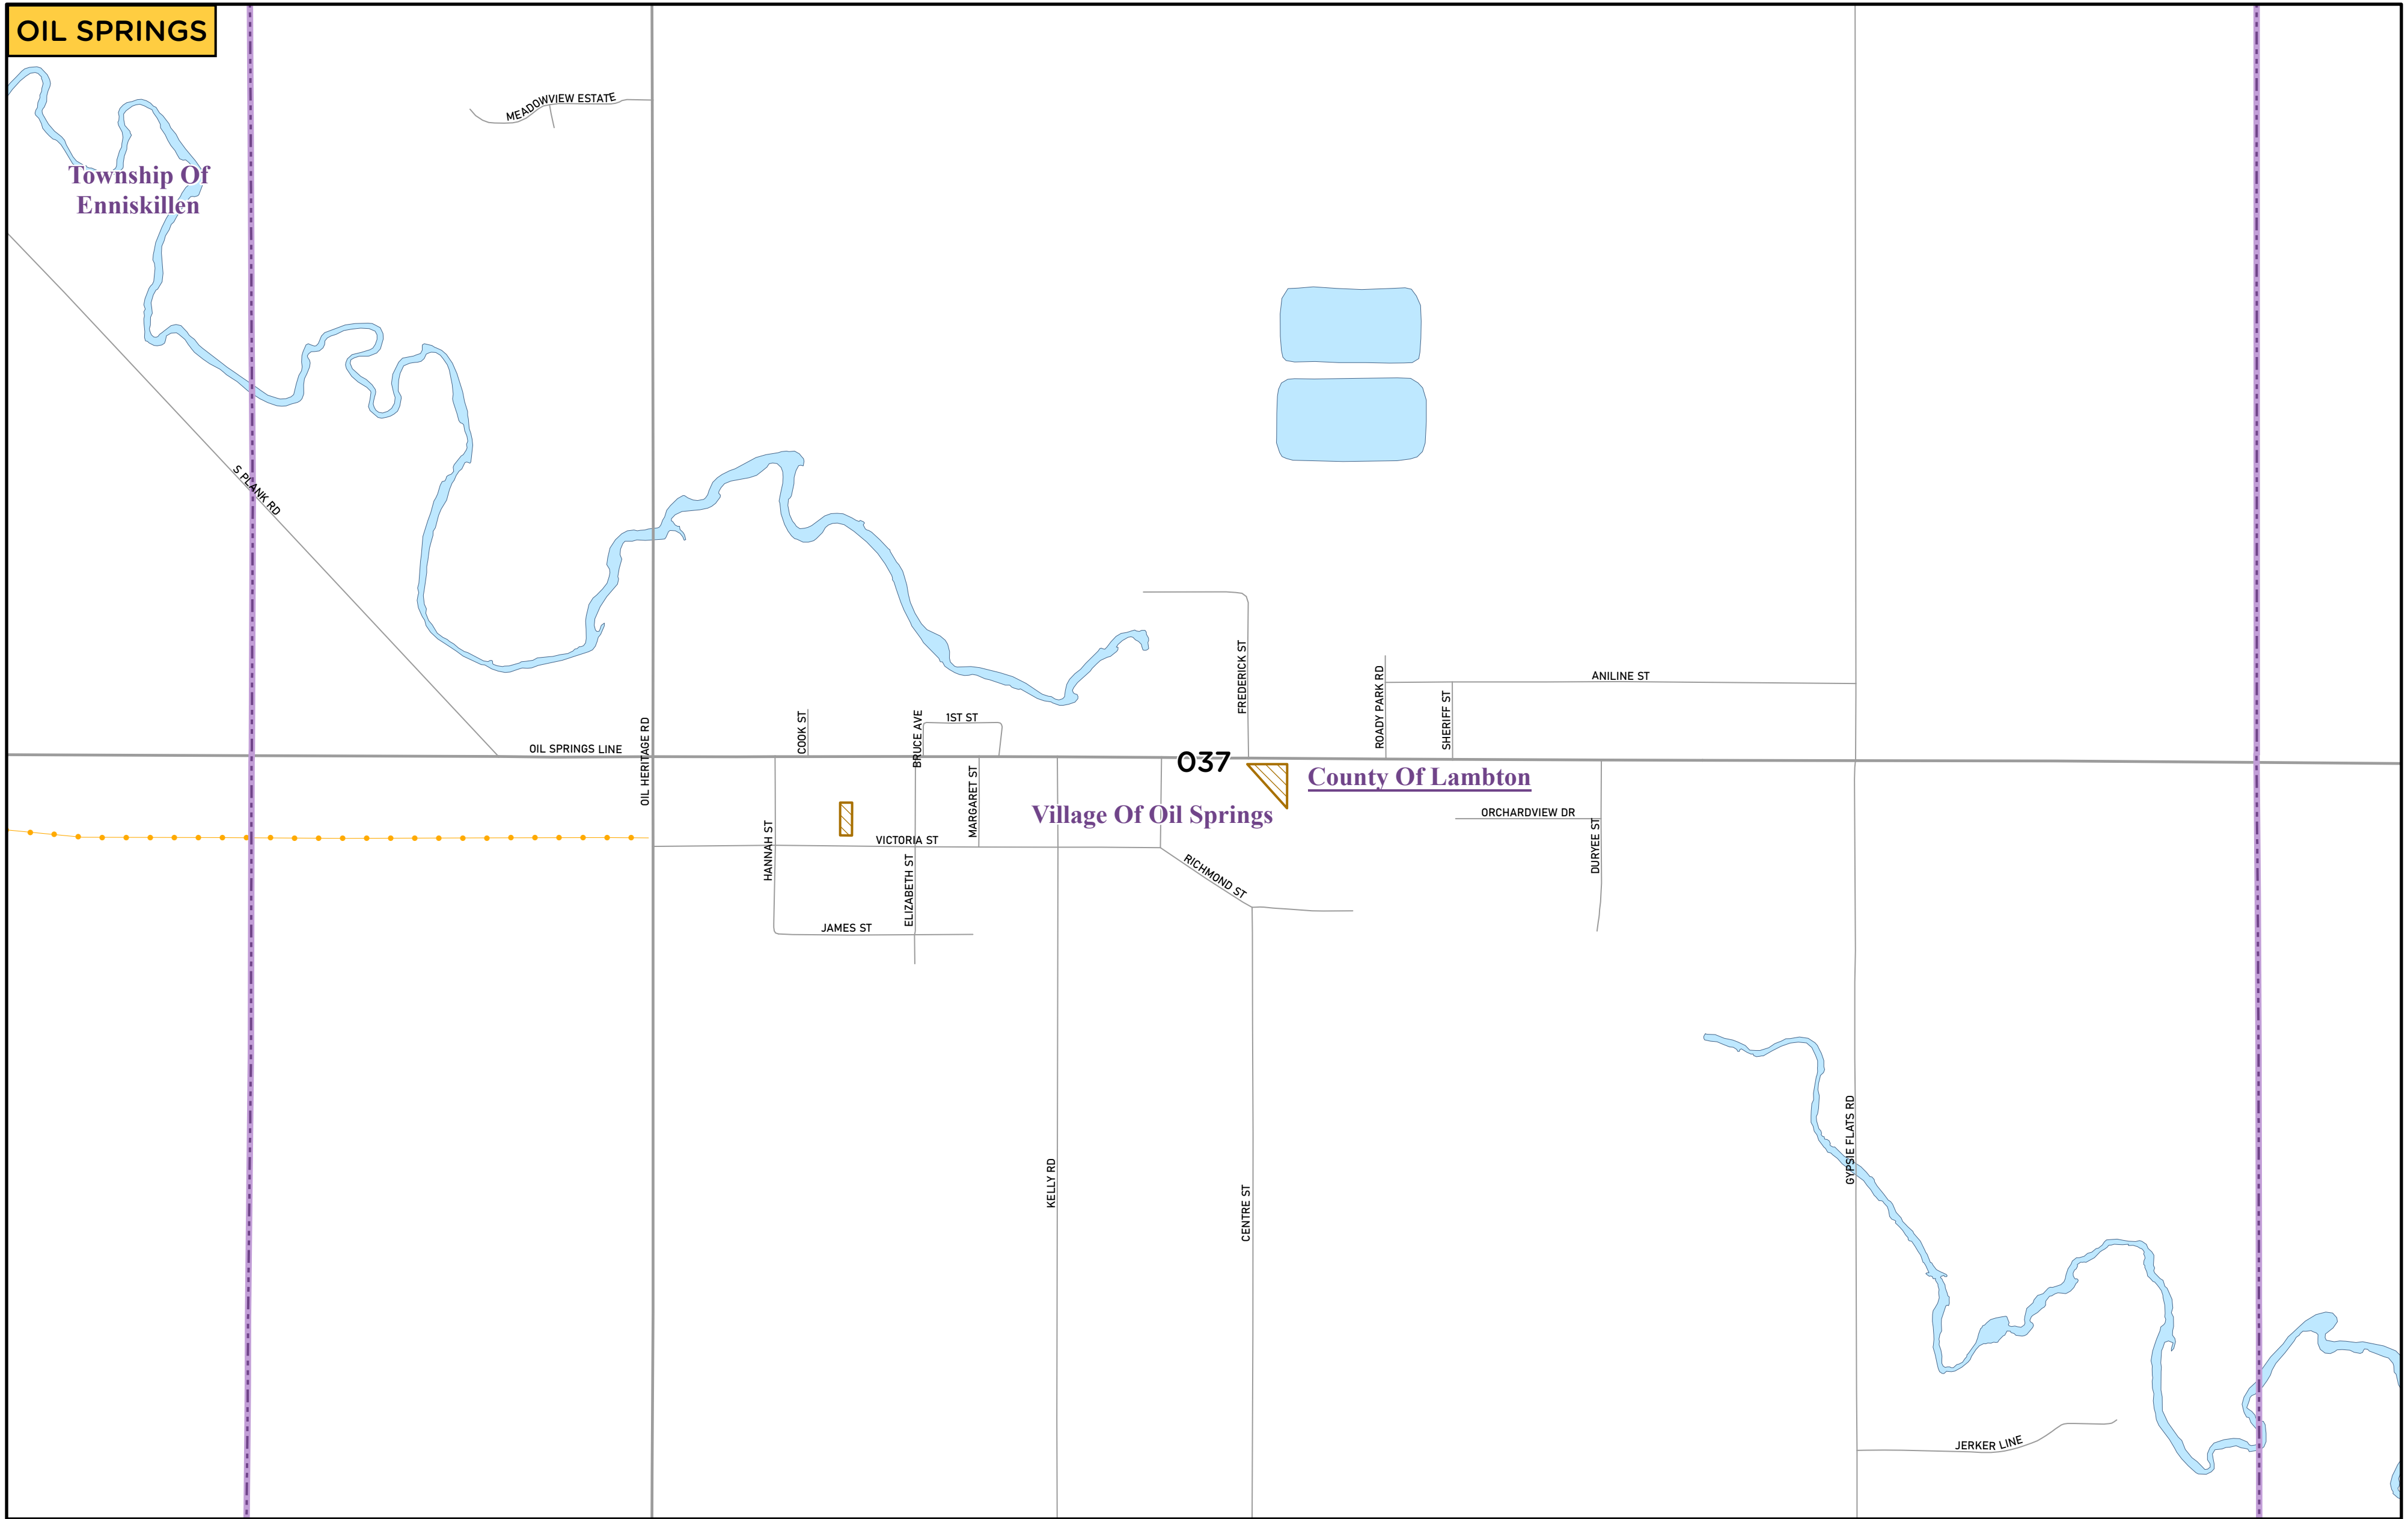 OIL SPRINGS
MEADOWVIEW ESTATE
Township Of
Enniskillen
S PLANK RD
FREDERICK ST
ROADY PARK RD
SHERIFF ST
ANILINE ST
OIL HERITAGE RD
COOK ST
BRUCE AVE
1ST ST
OIL SPRINGS LINE
037
County Of Lambton
MARGARET ST
Village Of Oil Springs
ORCHARDVIEW DR
HANNAH ST
VICTORIA ST
DURYEE ST
ELIZABETH ST
RICHMOND ST
JAMES ST
GYPSIE FLATS RD
KELLY RD
CENTRE ST
JERKER LINE